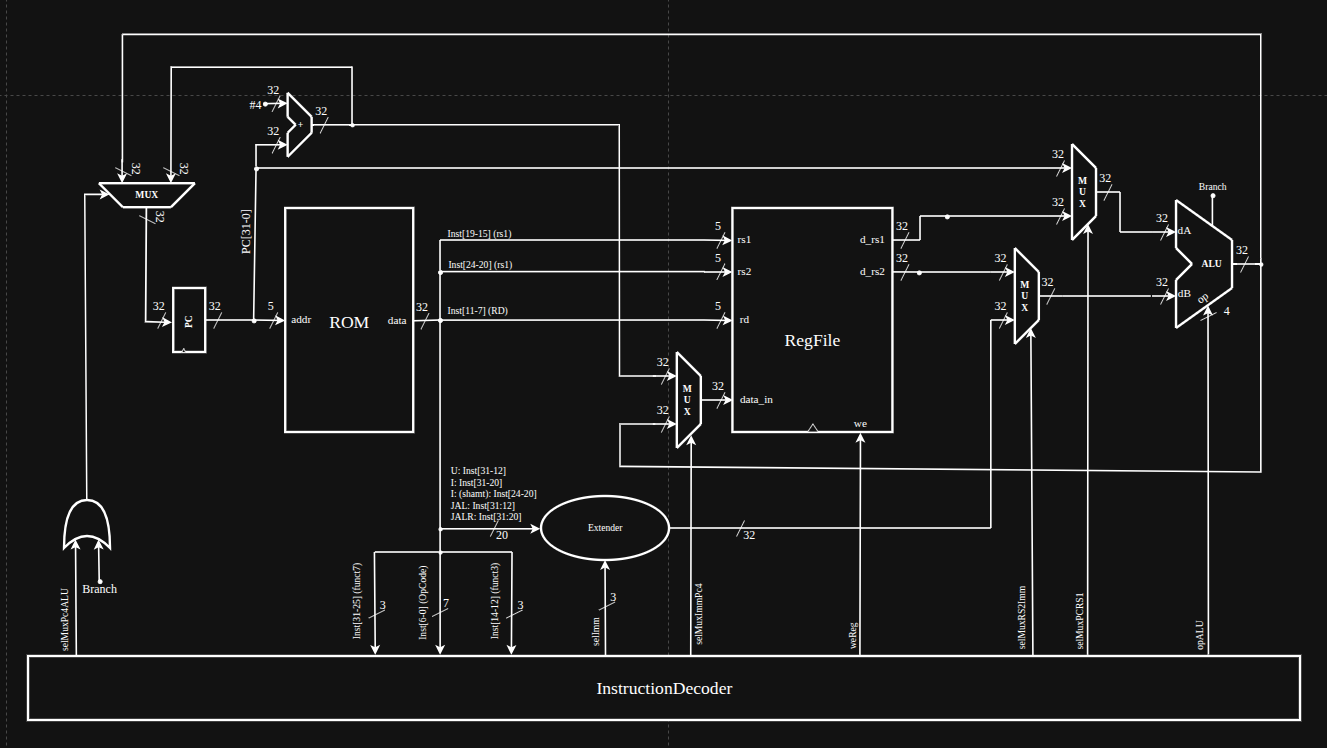 32
#4
32
32
+
32
32
MUX
32
PC[31-0]
32
PC
32
5
addr
ROM
data
32
Inst[19-15] (rs1)
Inst[24-20] (rs1)
Inst[11-7] (RD)
5
rs1
5
rs2
5
rd
RegFile
data_in
we
d_rs1
32
d_rs2
32
32
32
M
U
X
32
32
32
M
U
X
32
32
32
M
U
X
32
Branch
32
dA
ALU
32
32
dB
op
4
U: Inst[31-12]
I: Inst[31-20]
I: (shamt): Inst[24-20]
JAL: Inst[31:12]
JALR: Inst[31:20]
20
Extender
32
Branch
selMuxPc4ALU
Inst[31-25] (funct7)
3
Inst[6-0] (OpCode)
7
Inst[14-12] (funct3)
3
selImm
3
selMuxImmPc4
weReg
selMuxRS2Imm
selMuxPCRS1
opALU
InstructionDecoder